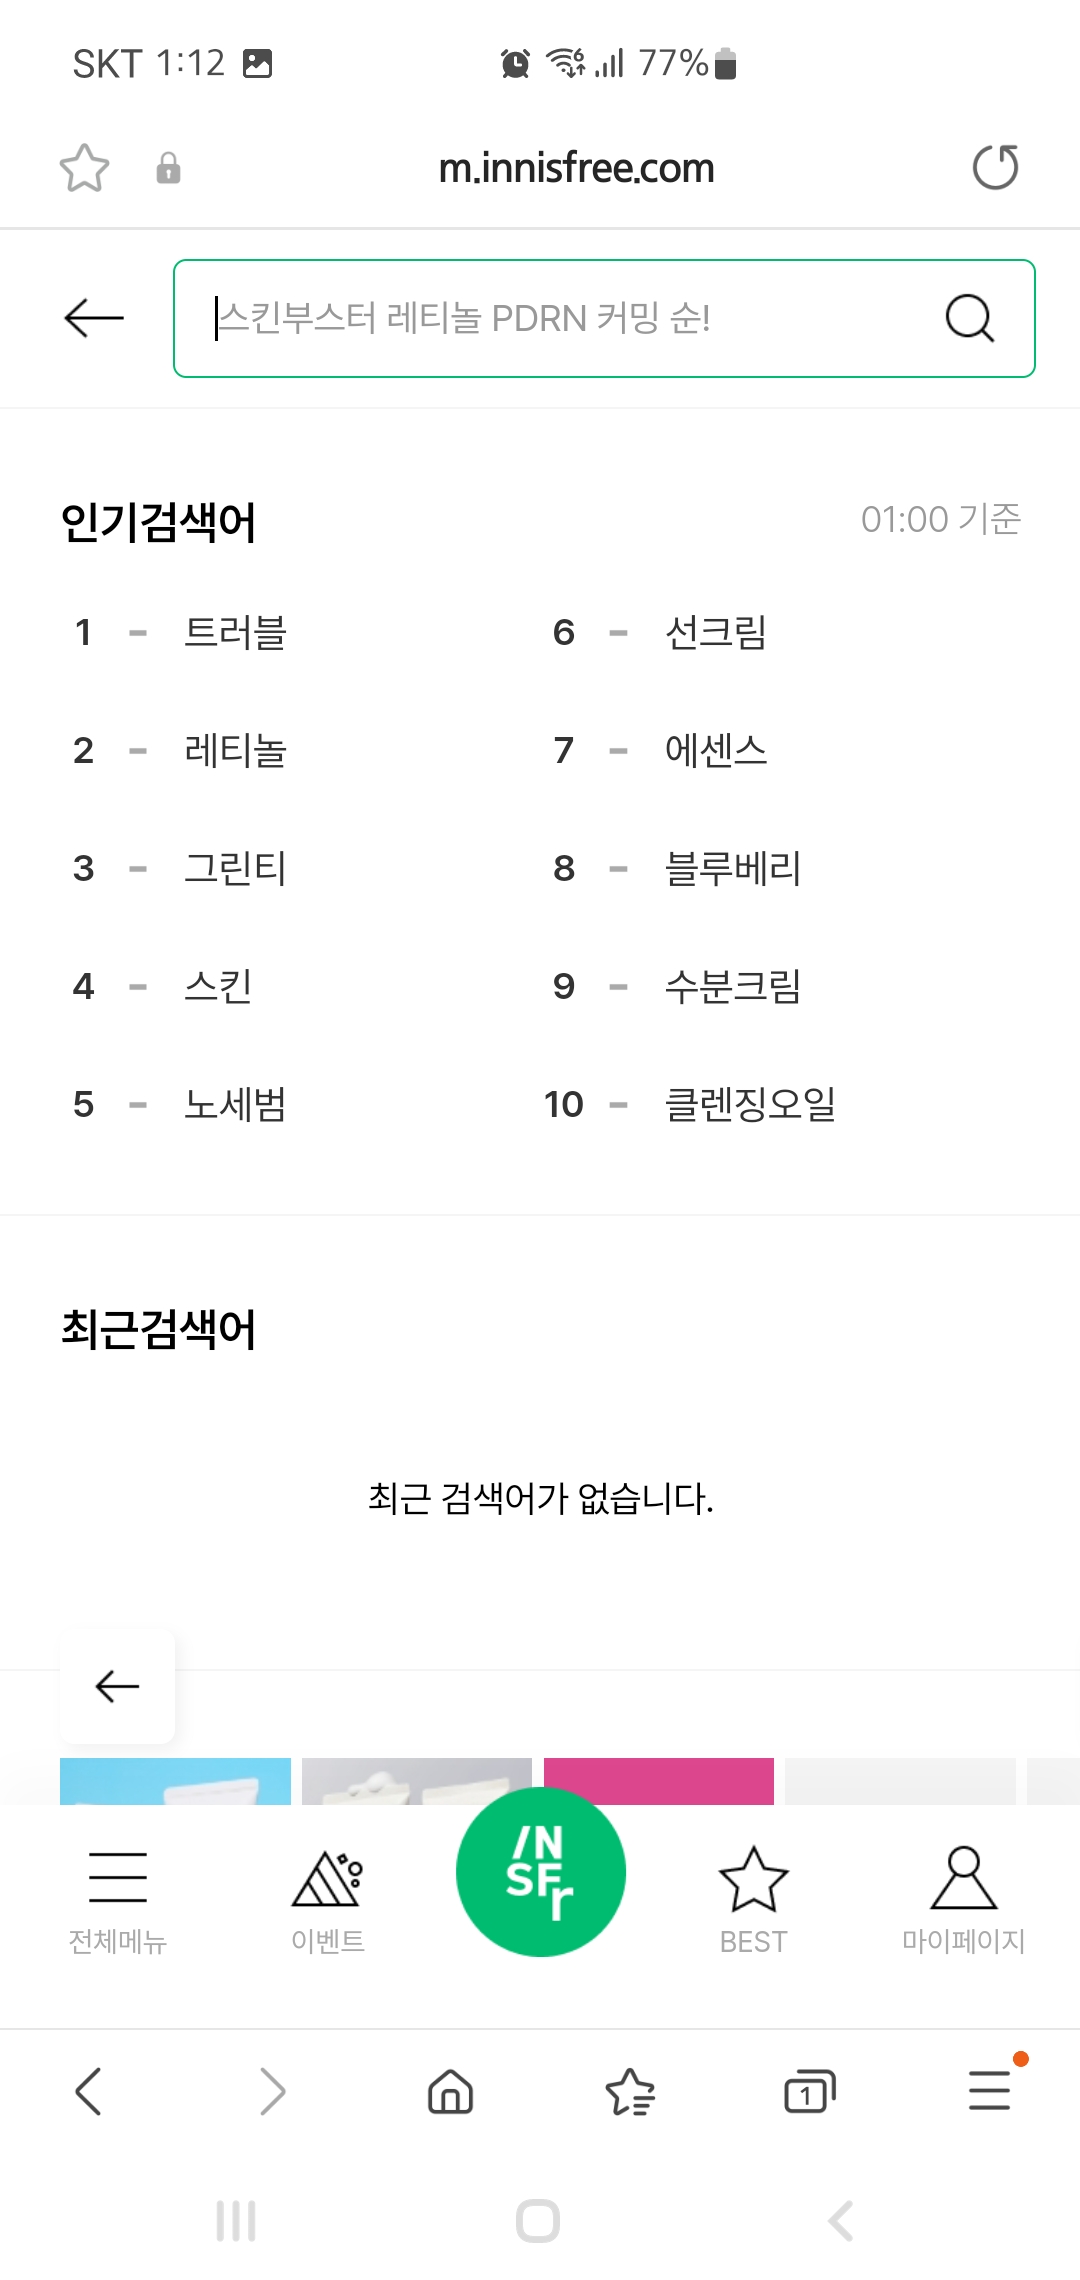 SKT 1:12 77%
m.innisfree.com
스킨부스터 레티놀 PDRN 커밍 순!
인기검색어 01:00 기준
1 - 트러블
2 - 레티놀
3 - 그린티
4 - 스킨
5 - 노세범
6 - 선크림
7 - 에센스
8 - 블루베리
9 - 수분크림
10 - 클렌징오일
최근검색어
최근 검색어가 없습니다.
INSFr
전체메뉴 이벤트 BEST 마이페이지
1